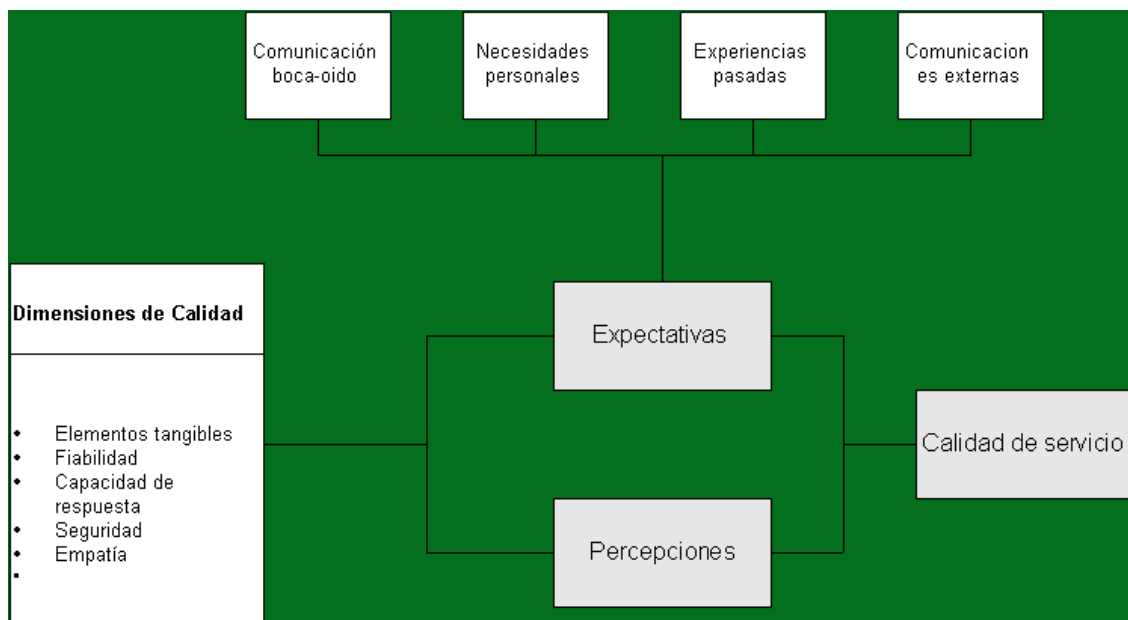 Comunicación
boca-oido
Necesidades
personales
Experiencias
pasadas
Comunicacion
es externas
Dimensiones de Calidad
• Elementos tangibles
• Fiabilidad
• Capacidad de
respuesta
• Seguridad
• Empatía
•
Expectativas
Percepciones
Calidad de servicio